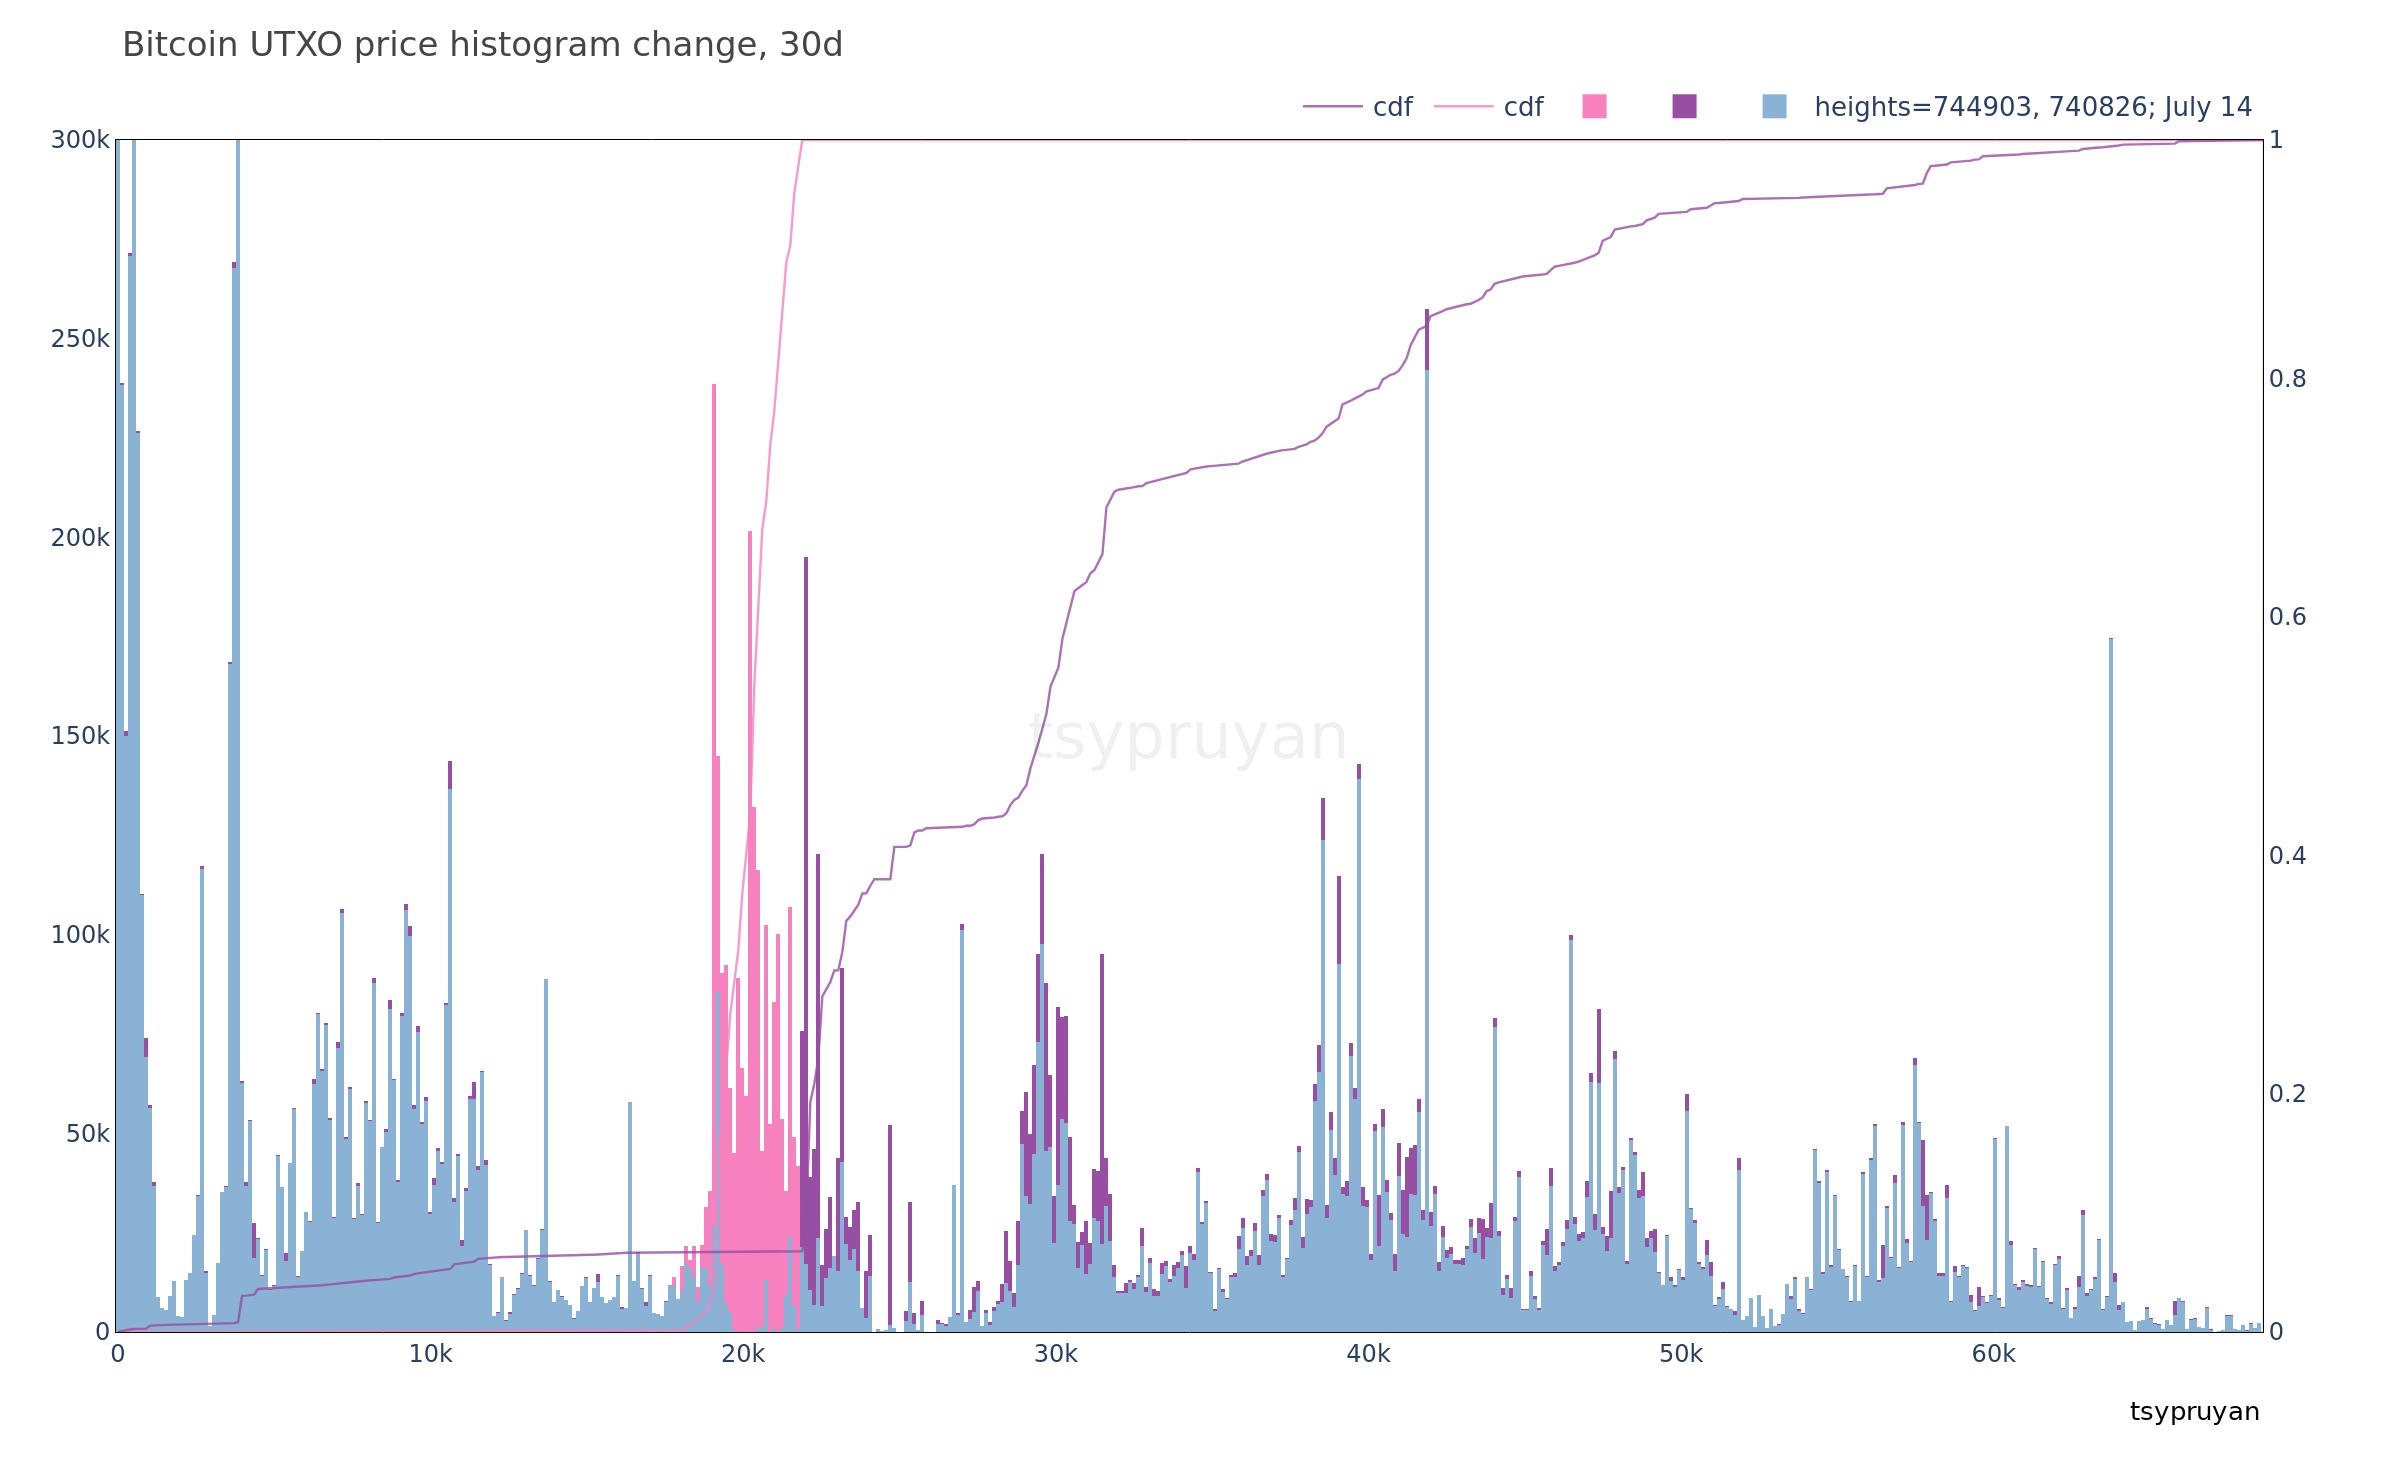 Bitcoin UTXO price histogram change, 30d
cdf cdf heights=744903, 740826; July 14
300k
250k
200k
150k
100k
50k
0
1
0.8
0.6
0.4
0.2
0
tsypruyan
0 10k 20k 30k 40k 50k 60k
tsypruyan